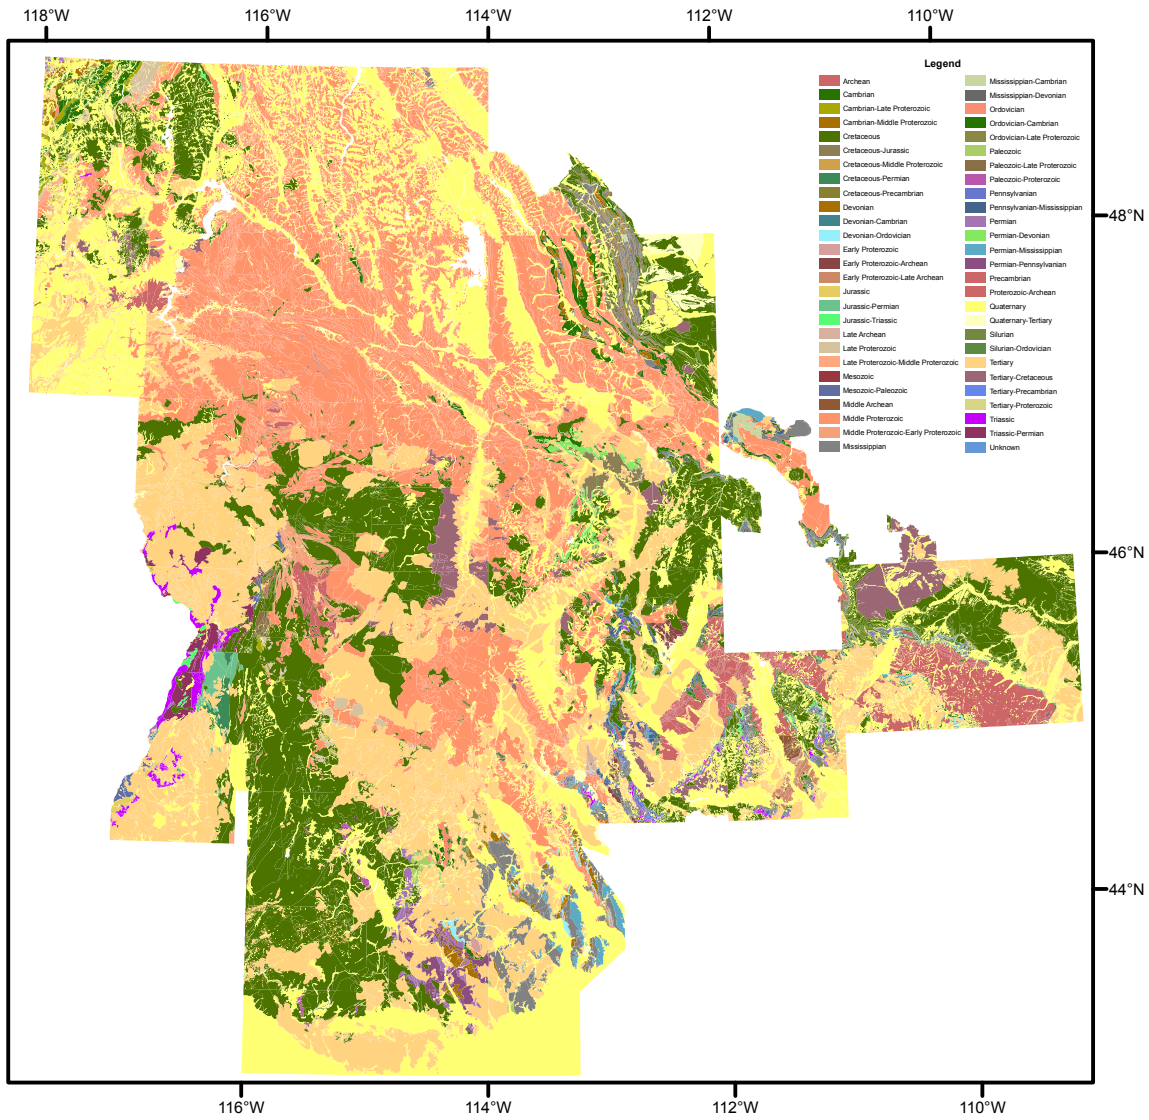 118°W 116°W 114°W 112°W 110°W
Legend
Archean
Cambrian
Cambrian-Late Proterozoic
Cambrian-Middle Proterozoic
Cretaceous
Cretaceous-Jurassic
Cretaceous-Middle Proterozoic
Cretaceous-Permian
Cretaceous-Precambrian
Devonian
Devonian-Cambrian
Devonian-Ordovician
Early Proterozoic
Early Proterozoic-Archean
Early Proterozoic-Late Archean
Jurassic
Jurassic-Permian
Jurassic-Triassic
Late Archean
Late Proterozoic
Late Proterozoic-Middle Proterozoic
Mesozoic
Mesozoic-Paleozoic
Middle Archean
Middle Proterozoic
Middle Proterozoic-Early Proterozoic
Mississippian
Mississippian-Cambrian
Mississippian-Devonian
Ordovician
Ordovician-Cambrian
Ordovician-Late Proterozoic
Paleozoic
Paleozoic-Late Proterozoic
Paleozoic-Proterozoic
Pennsylvanian
Pennsylvanian-Mississippian
Permian
Permian-Devonian
Permian-Mississippian
Permian-Pennsylvanian
Precambrian
Proterozoic-Archean
Quaternary
Quaternary-Tertiary
Silurian
Silurian-Ordovician
Tertiary
Tertiary-Cretaceous
Tertiary-Precambrian
Tertiary-Proterozoic
Triassic
Triassic-Permian
Unknown
48°N
46°N
44°N
116°W 114°W 112°W 110°W